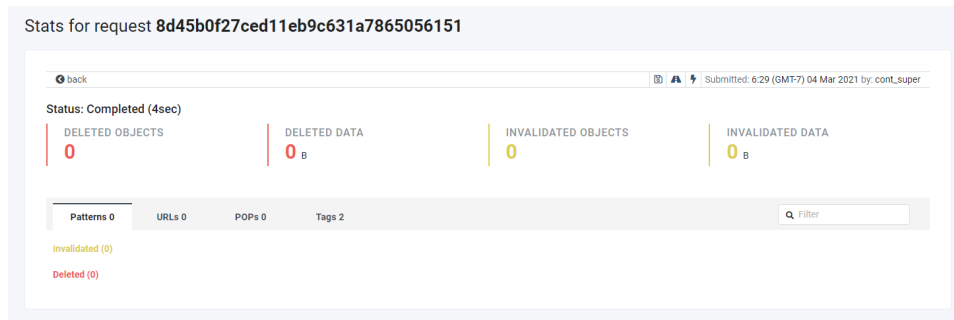 Stats for request 8d45b0f27ced11eb9c631a7865056151
back Submitted: 6:29 (GMT-7) 04 Mar 2021 by: cont_super
Status: Completed (4sec)
DELETED OBJECTS DELETED DATA INVALIDATED OBJECTS INVALIDATED DATA
0 0 B 0 0 B
Patterns 0 URLs 0 POPs 0 Tags 2 Filter
Invalidated (0)
Deleted (0)